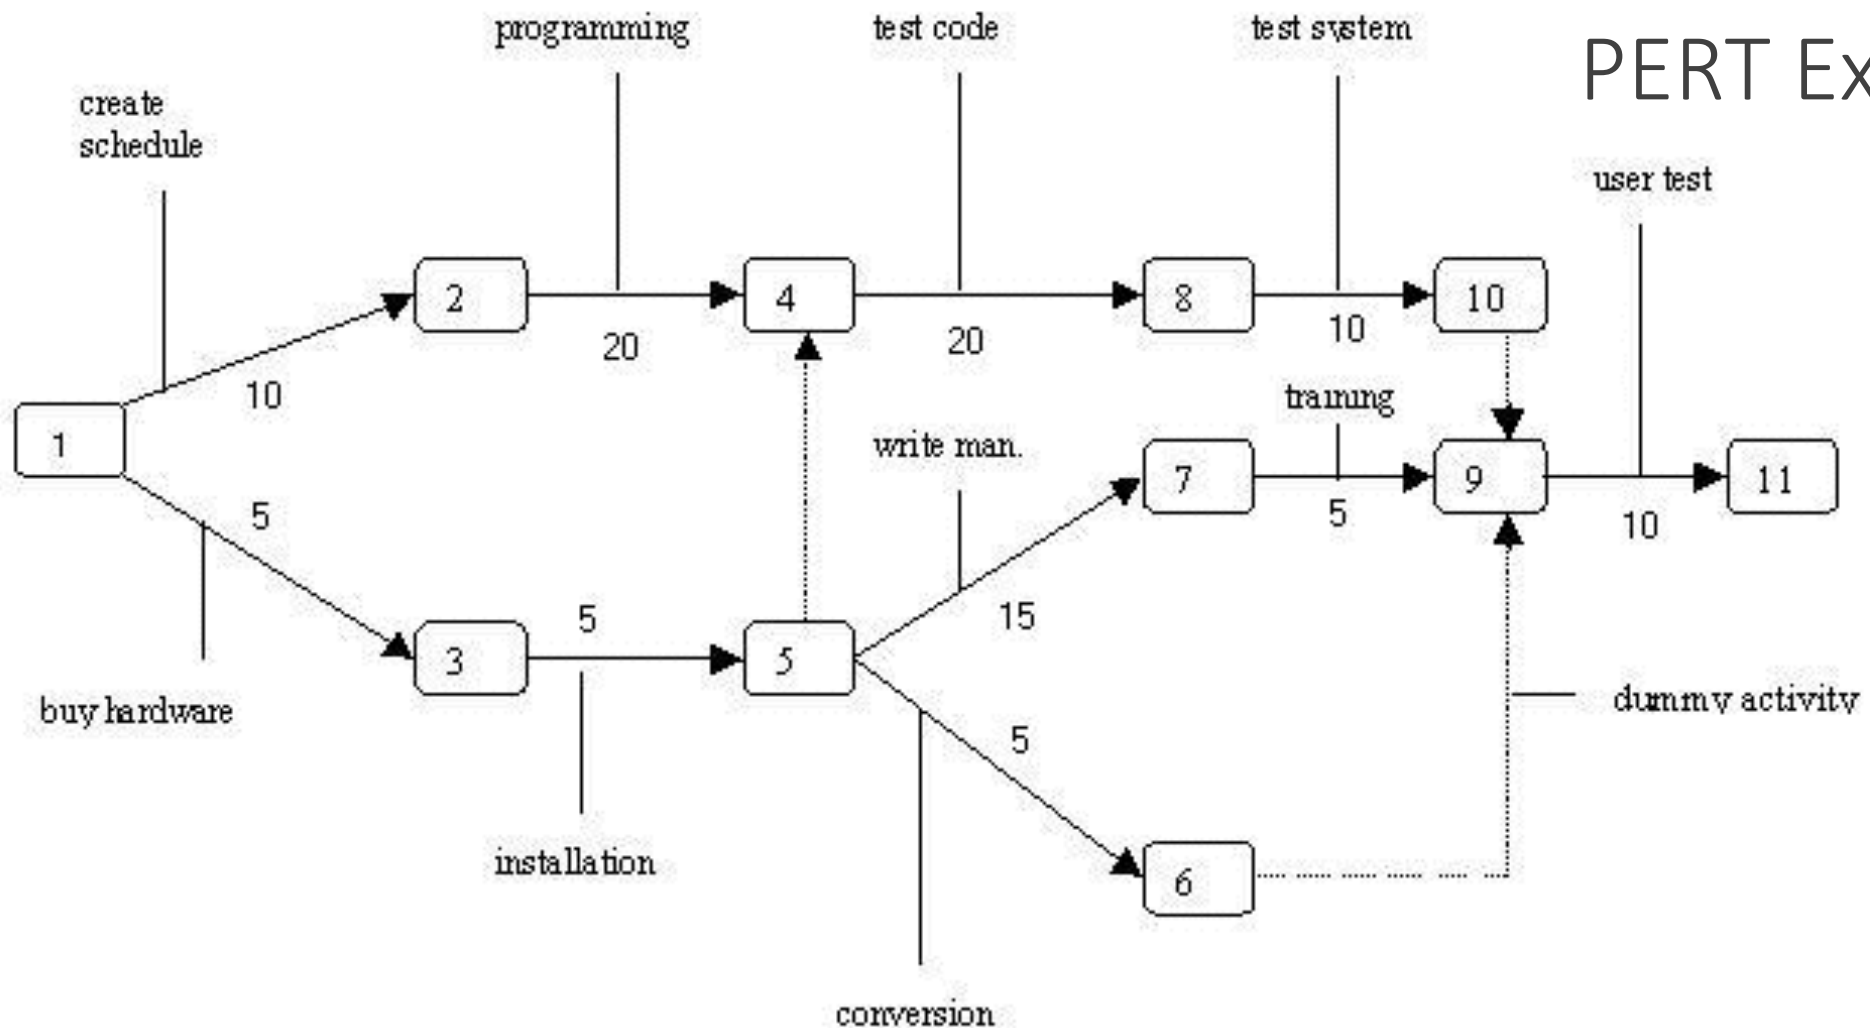 programming
test code
test system
PERT Ex
create
schedule
user test
2
4
8
10
20
20
10
10
1
training
write man.
7
9
11
5
5
10
15
5
3
5
buy hardware
dummy activity
5
installation
6
conversion